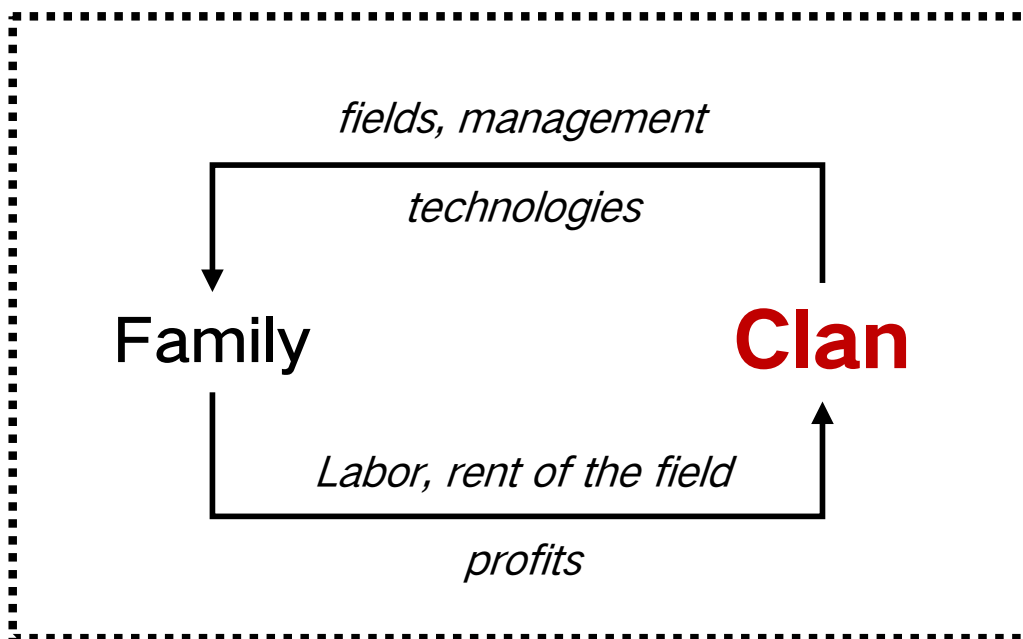 fields, management
technologies
Family
Clan
Labor, rent of the field
profits